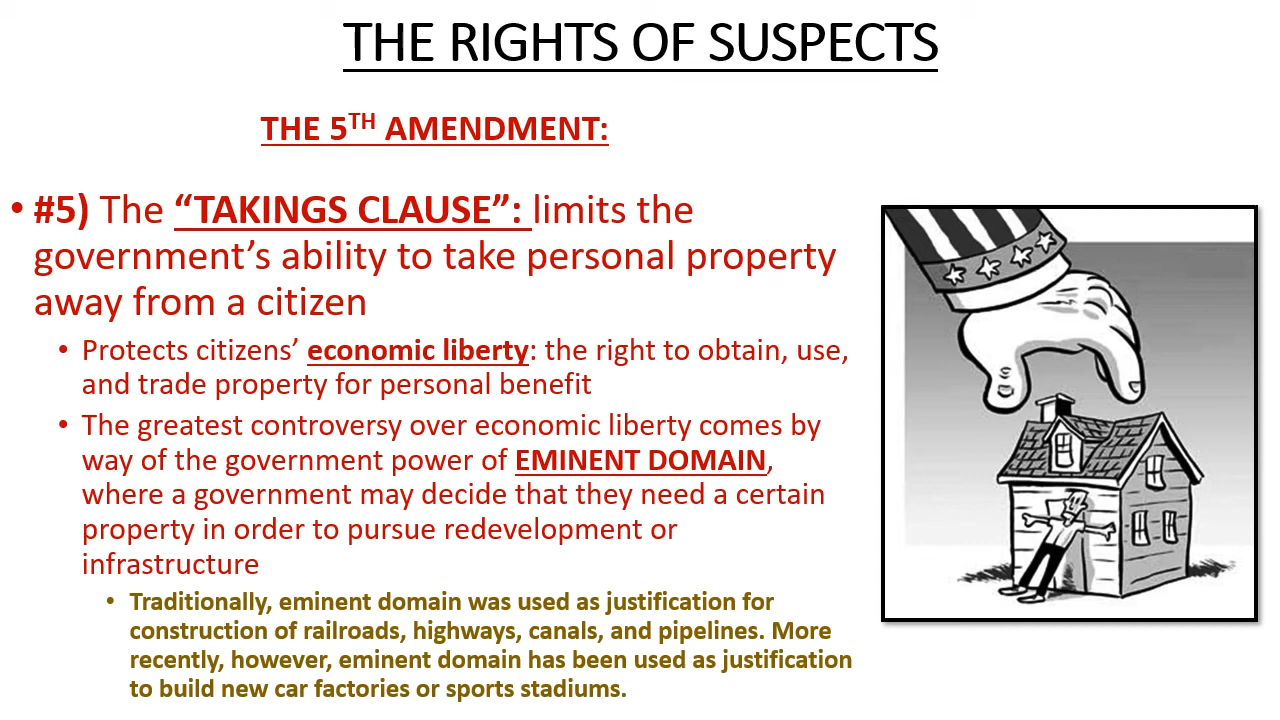 THE RIGHTS OF SUSPECTS
THE 5TH AMENDMENT:
• #5) The “TAKINGS CLAUSE”: limits the
government’s ability to take personal property
away from a citizen
• Protects citizens’ economic liberty: the right to obtain, use,
and trade property for personal benefit
• The greatest controversy over economic liberty comes by
way of the government power of EMINENT DOMAIN,
where a government may decide that they need a certain
property in order to pursue redevelopment or
infrastructure
• Traditionally, eminent domain was used as justification for
construction of railroads, highways, canals, and pipelines. More
recently, however, eminent domain has been used as justification
to build new car factories or sports stadiums.